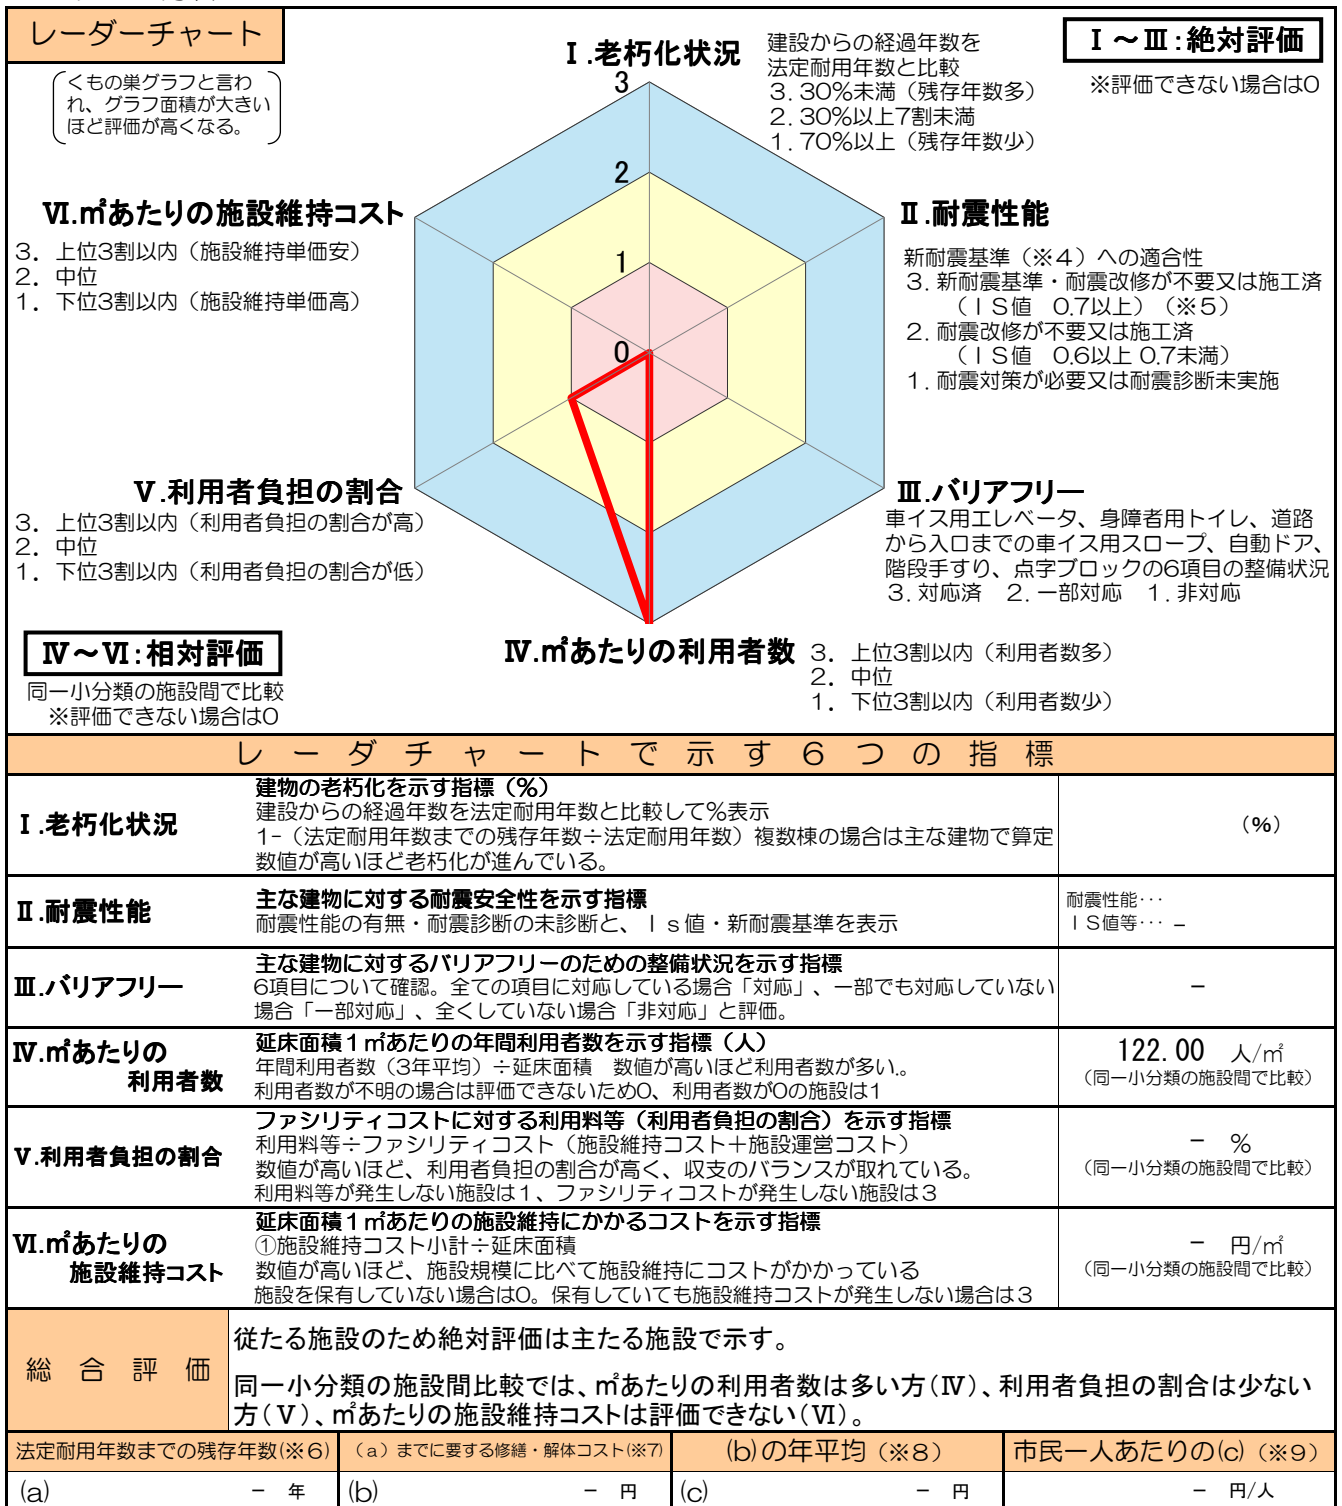 レーダーチャート
くもの巣グラフと言わ
れ、グラフ面積が大きい
ほど評価が高くなる。
Ⅰ～Ⅲ:絶対評価
※評価できない場合は0
Ⅰ.老朽化状況
建設からの経過年数を
法定耐用年数と比較
3. 30%未満（残存年数多）
2. 30%以上7割未満
1. 70%以上（残存年数少）
3
2
1
0
Ⅵ.㎡あたりの施設維持コスト
3. 上位3割以内（施設維持単価安）
2. 中位
1. 下位3割以内（施設維持単価高）
Ⅱ.耐震性能
新耐震基準（※4）への適合性
3. 新耐震基準・耐震改修が不要又は施工済
（ＩＳ値　0.7以上）（※5）
2. 耐震改修が不要又は施工済
（ＩＳ値　0.6以上 0.7未満）
1. 耐震対策が必要又は耐震診断未実施
Ⅴ.利用者負担の割合
3. 上位3割以内（利用者負担の割合が高）
2. 中位
1. 下位3割以内（利用者負担の割合が低）
Ⅲ.バリアフリー
車イス用エレベータ、身障者用トイレ、道路
から入口までの車イス用スロープ、自動ドア、
階段手すり、点字ブロックの6項目の整備状況
3. 対応済　2. 一部対応　1. 非対応
Ⅳ～Ⅵ:相対評価
同一小分類の施設間で比較
※評価できない場合は0
Ⅳ.㎡あたりの利用者数
3. 上位3割以内（利用者数多）
2. 中位
1. 下位3割以内（利用者数少）
レーダチャートで示す6つの指標
Ⅰ.老朽化状況
建物の老朽化を示す指標（%）
建設からの経過年数を法定耐用年数と比較して%表示
1-（法定耐用年数までの残存年数÷法定耐用年数）複数棟の場合は主な建物で算定
数値が高いほど老朽化が進んでいる。
（%）
Ⅱ.耐震性能
主な建物に対する耐震安全性を示す指標
耐震性能の有無・耐震診断の未診断と、Ｉｓ値・新耐震基準を表示
耐震性能･･･
ＩＳ値等･･･ －
Ⅲ.バリアフリー
主な建物に対するバリアフリーのための整備状況を示す指標
6項目について確認。全ての項目に対応している場合「対応」、一部でも対応していない
場合「一部対応」、全くしていない場合「非対応」と評価。
－
Ⅳ.㎡あたりの
利用者数
延床面積１㎡あたりの年間利用者数を示す指標（人）
年間利用者数（3年平均）÷延床面積　数値が高いほど利用者数が多い。
利用者数が不明の場合は評価できないため0、利用者数が0の施設は1
122.00 人/㎡
（同一小分類の施設間で比較）
Ⅴ.利用者負担の割合
ファシリティコストに対する利用料等（利用者負担の割合）を示す指標
利用料等÷ファシリティコスト（施設維持コスト＋施設運営コスト）
数値が高いほど、利用者負担の割合が高く、収支のバランスが取れている。
利用料等が発生しない施設は１、ファシリティコストが発生しない施設は３
－ %
（同一小分類の施設間で比較）
Ⅵ.㎡あたりの
施設維持コスト
延床面積１㎡あたりの施設維持にかかるコストを示す指標
①施設維持コスト小計÷延床面積
数値が高いほど、施設規模に比べて施設維持にコストがかかっている
施設を保有していない場合は0。保有していても施設維持コストが発生しない場合は３
－ 円/㎡
（同一小分類の施設間で比較）
総合評価
従たる施設のため絶対評価は主たる施設で示す。
同一小分類の施設間比較では、㎡あたりの利用者数は多い方(Ⅳ)、利用者負担の割合は少ない
方(Ⅴ)、㎡あたりの施設維持コストは評価できない(Ⅵ)。
法定耐用年数までの残存年数(※6)
（a）までに要する修繕・解体コスト(※7)
(b)の年平均（※8）
市民一人あたりの(c)（※9）
(a) － 年
(b) － 円
(c) － 円
－ 円/人